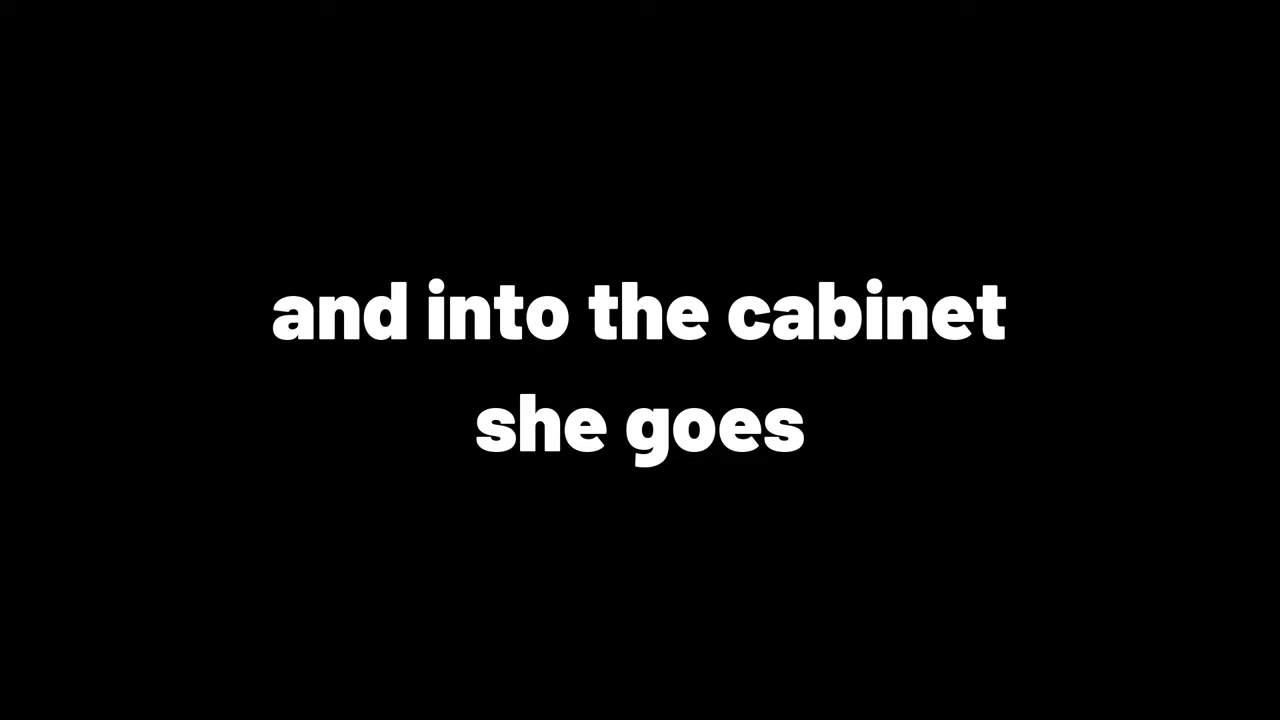 and into the cabinet
she goes